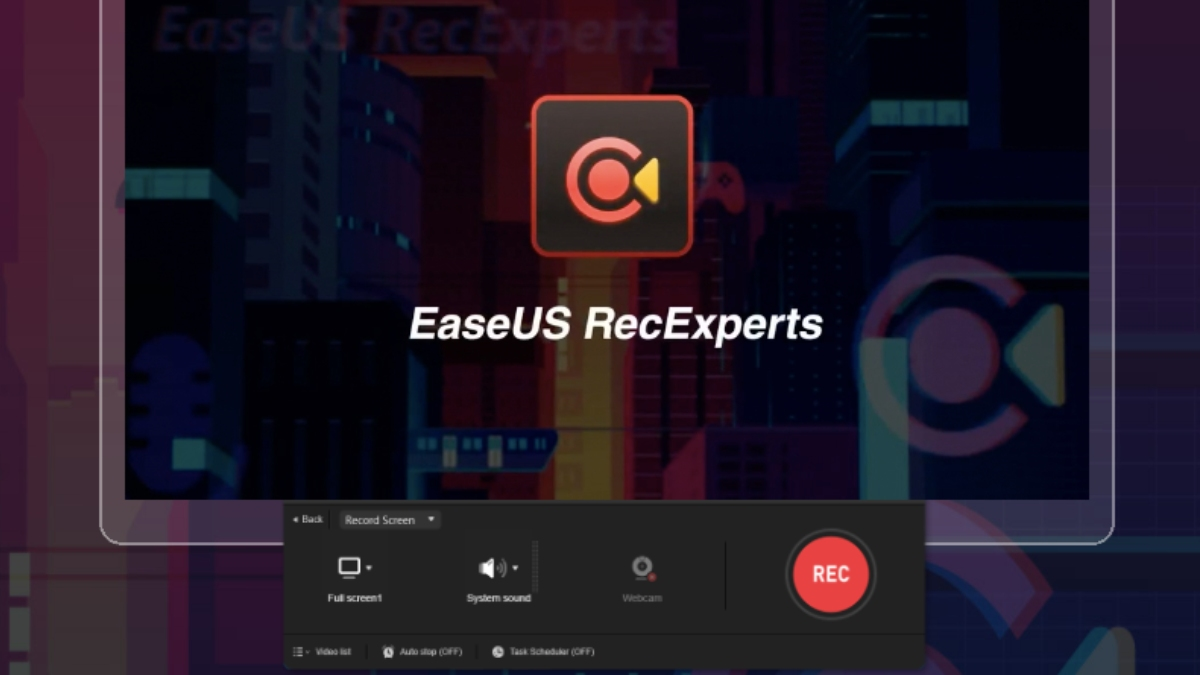 EaseUS RecExperts
EaseUS RecExperts
Back
Record Screen
REC
Full screen1
System sound
Webcam
Video list
Auto stop (OFF)
Task Scheduler (OFF)